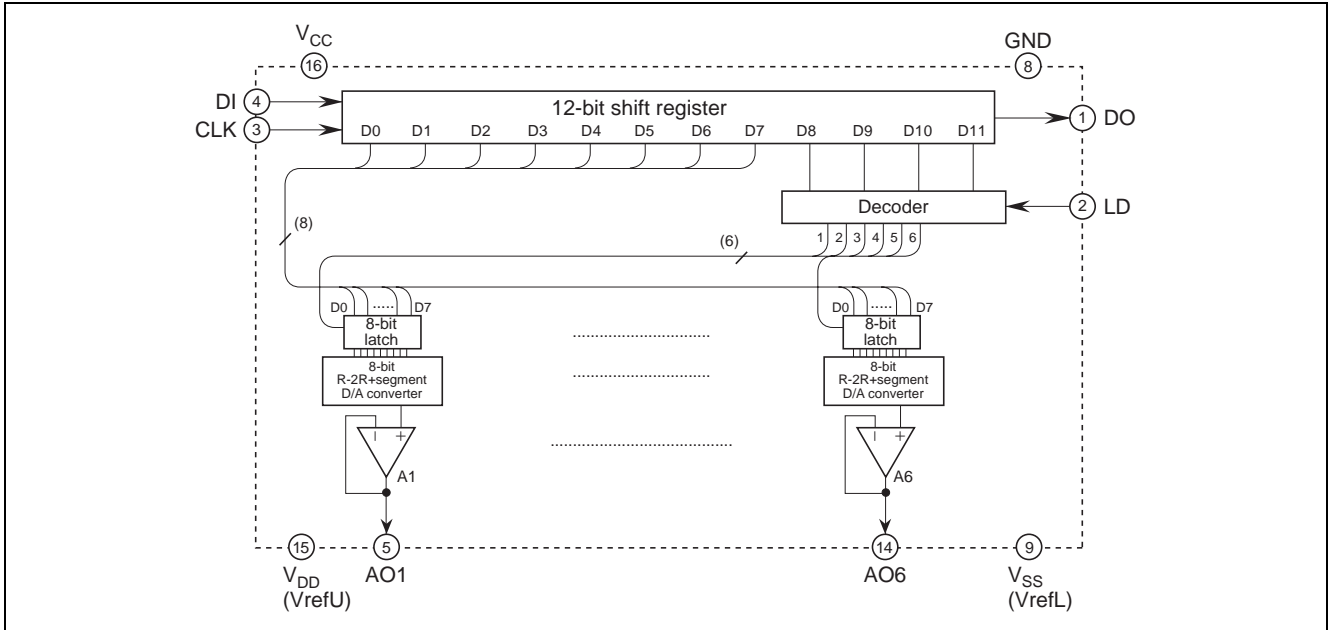 VCC
GND
16
8
DI 4
12-bit shift register
1 DO
CLK 3
D0 D1 D2 D3 D4 D5 D6 D7 D8 D9 D10 D11
Decoder
2 LD
(8)
(6)
1 2 3 4 5 6
D0 ..... D7
D0 ..... D7
8-bit
latch
8-bit
latch
8-bit
R-2R+segment
D/A converter
8-bit
R-2R+segment
D/A converter
− +
− +
A1
A6
15
5
14
9
VDD
(VrefU)
AO1
AO6
VSS
(VrefL)